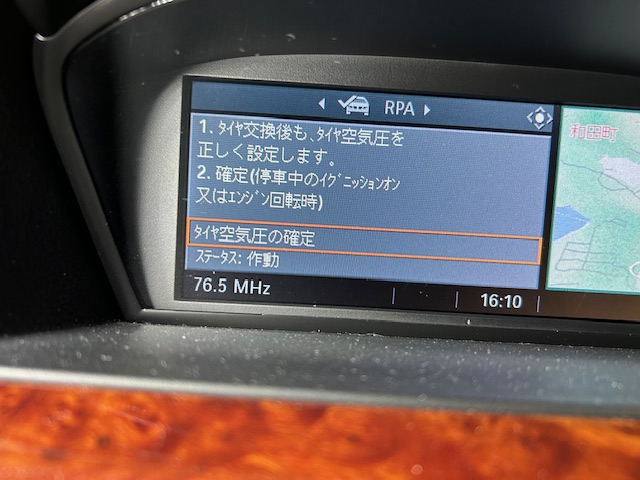 RPA
1. タイヤ交換後も、タイヤ空気圧を
正しく設定します。
2. 確定(停車中のイグニッションオン
又はエンジン回転時)
タイヤ空気圧の確定
ステータス: 作動
76.5 MHz
16:10
和田町